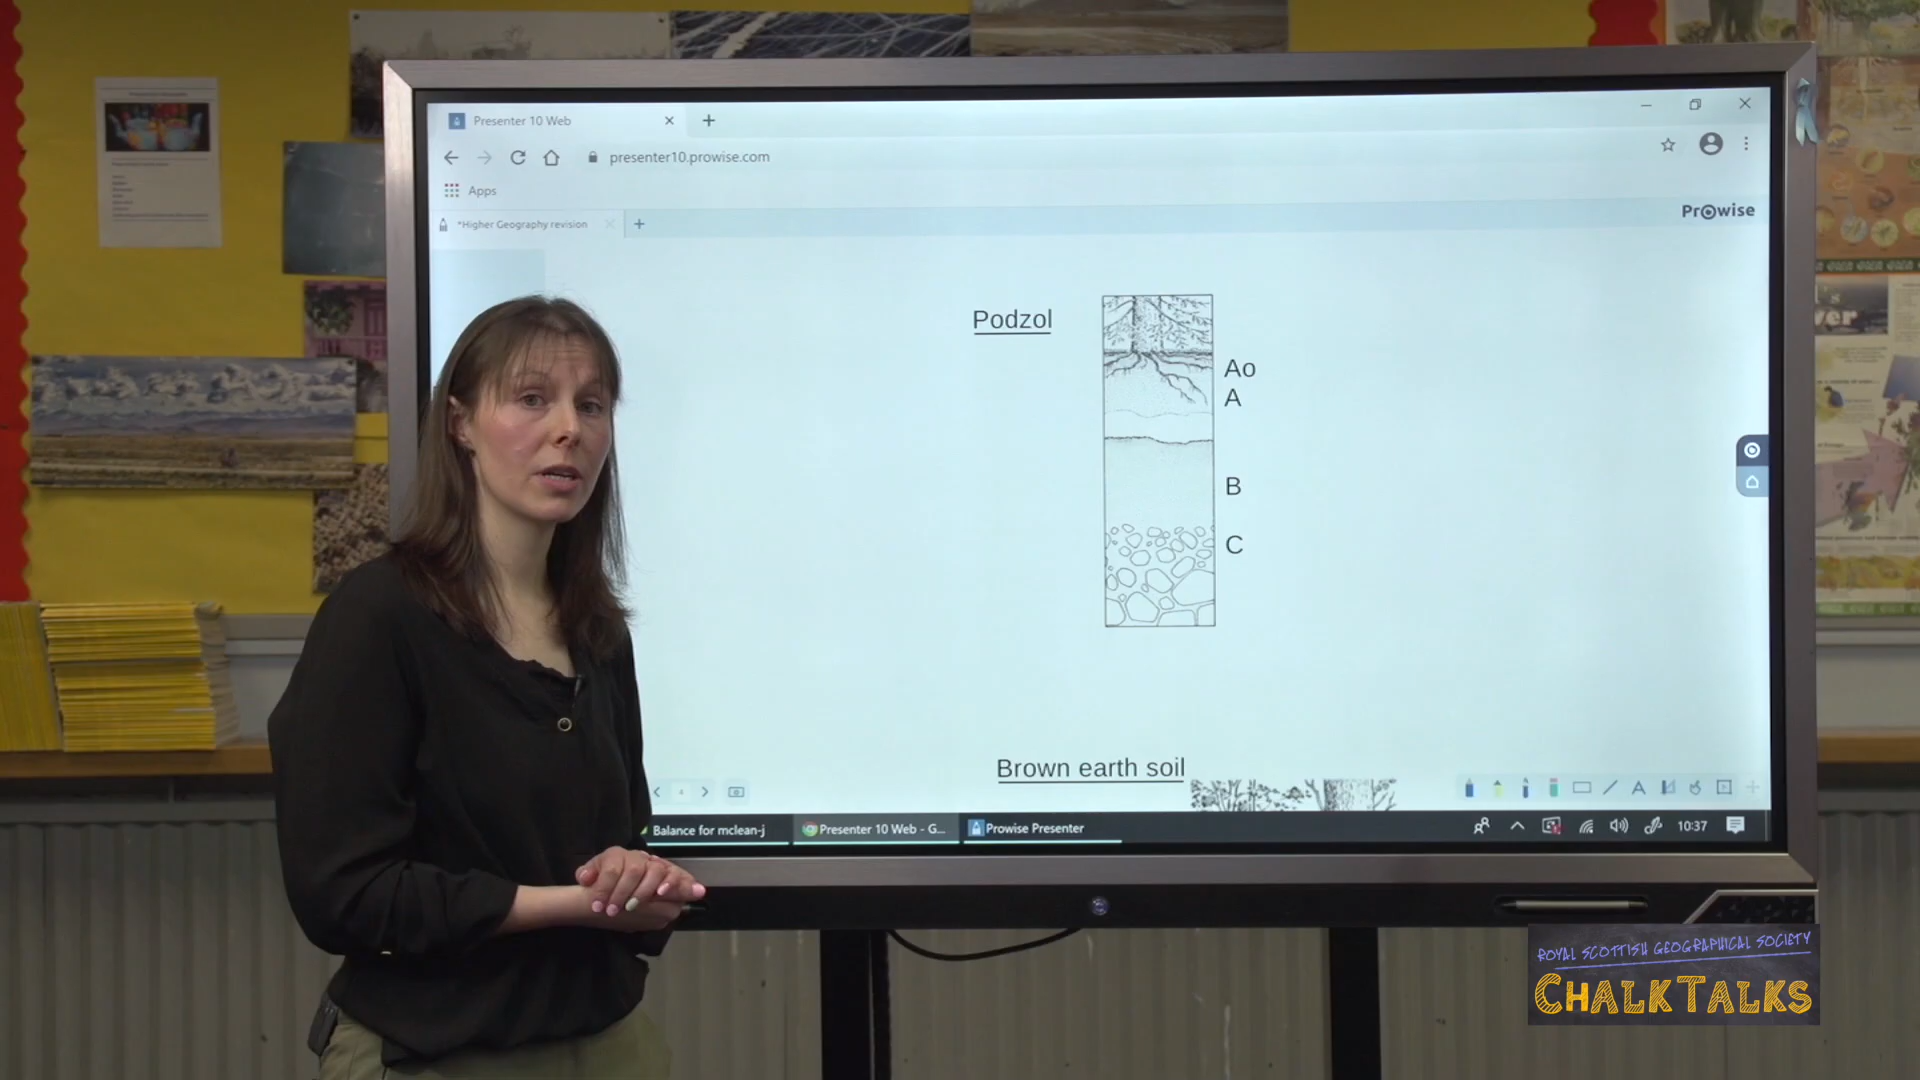 Presenter 10 Web
presenter10.prowise.com
Apps
*Higher Geography revision
Prowise
Podzol
Ao
A
B
C
Brown earth soil
4
Balance for mclean-j
Presenter 10 Web - G...
Prowise Presenter
10:37
ROYAL SCOTTISH GEOGRAPHICAL SOCIETY
CHALKTALKS